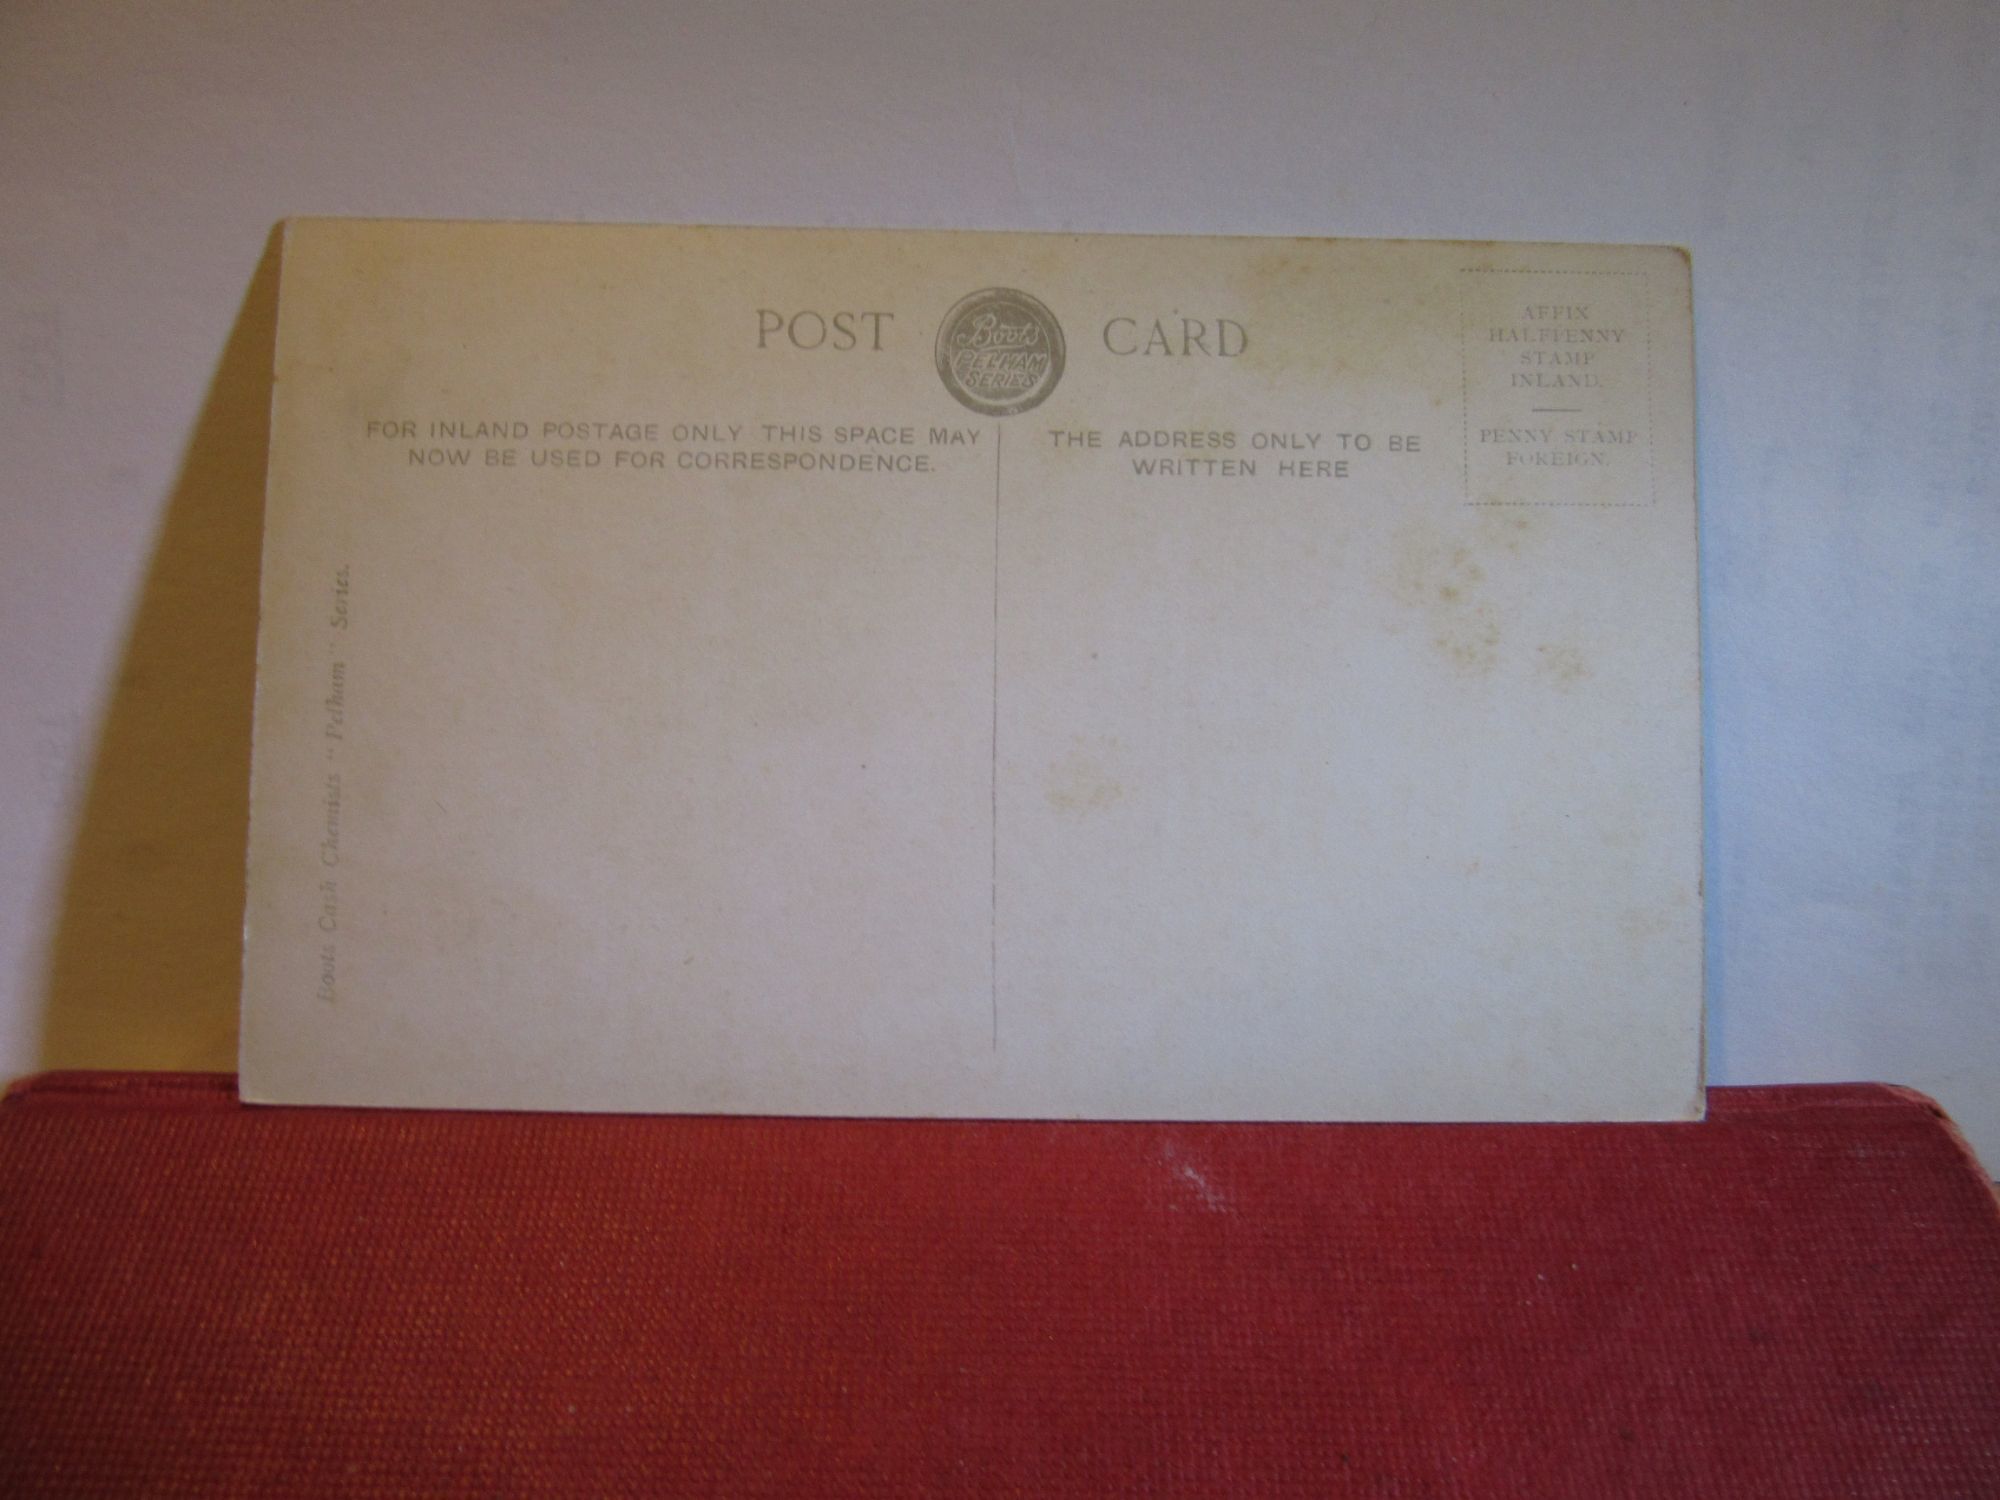 POST CARD
Boots
PELHAM
SERIES
AFFIX
HALFPENNY
STAMP
INLAND.
PENNY STAMP
FOREIGN.
FOR INLAND POSTAGE ONLY THIS SPACE MAY
NOW BE USED FOR CORRESPONDENCE.
THE ADDRESS ONLY TO BE
WRITTEN HERE
Boots Cash Chemists "Pelham" Series.